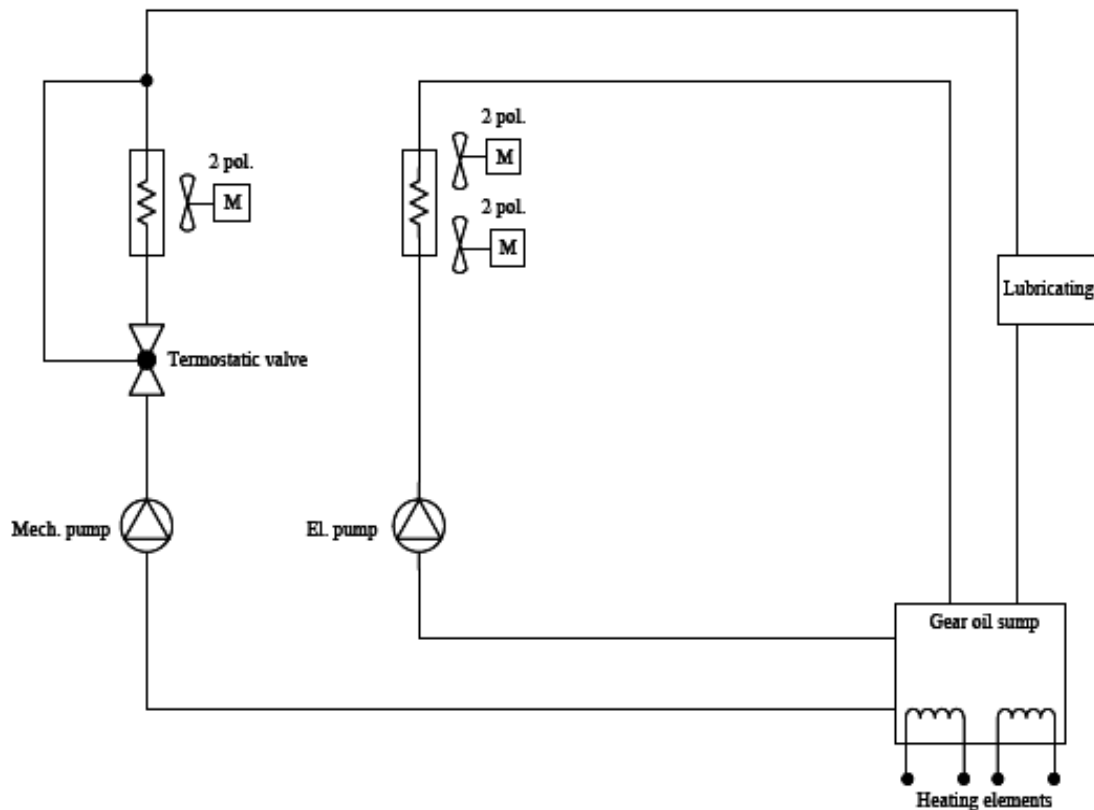 2 pol.
M
2 pol.
M
2 pol.
M
Lubricating
Termostatic valve
Mech. pump
El. pump
Gear oil sump
Heating elements